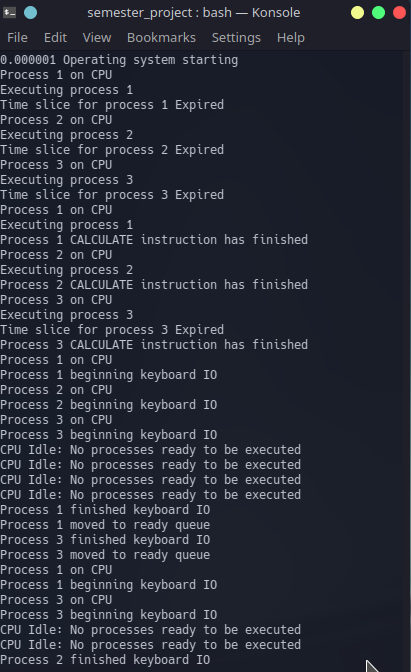 semester_project : bash — Konsole
File Edit View Bookmarks Settings Help
0.000001 Operating system starting
Process 1 on CPU
Executing process 1
Time slice for process 1 Expired
Process 2 on CPU
Executing process 2
Time slice for process 2 Expired
Process 3 on CPU
Executing process 3
Time slice for process 3 Expired
Process 1 on CPU
Executing process 1
Process 1 CALCULATE instruction has finished
Process 2 on CPU
Executing process 2
Process 2 CALCULATE instruction has finished
Process 3 on CPU
Executing process 3
Time slice for process 3 Expired
Process 3 CALCULATE instruction has finished
Process 1 on CPU
Process 1 beginning keyboard IO
Process 2 on CPU
Process 2 beginning keyboard IO
Process 3 on CPU
Process 3 beginning keyboard IO
CPU Idle: No processes ready to be executed
CPU Idle: No processes ready to be executed
CPU Idle: No processes ready to be executed
CPU Idle: No processes ready to be executed
Process 1 finished keyboard IO
Process 1 moved to ready queue
Process 3 finished keyboard IO
Process 3 moved to ready queue
Process 1 on CPU
Process 1 beginning keyboard IO
Process 3 on CPU
Process 3 beginning keyboard IO
CPU Idle: No processes ready to be executed
CPU Idle: No processes ready to be executed
Process 2 finished keyboard IO